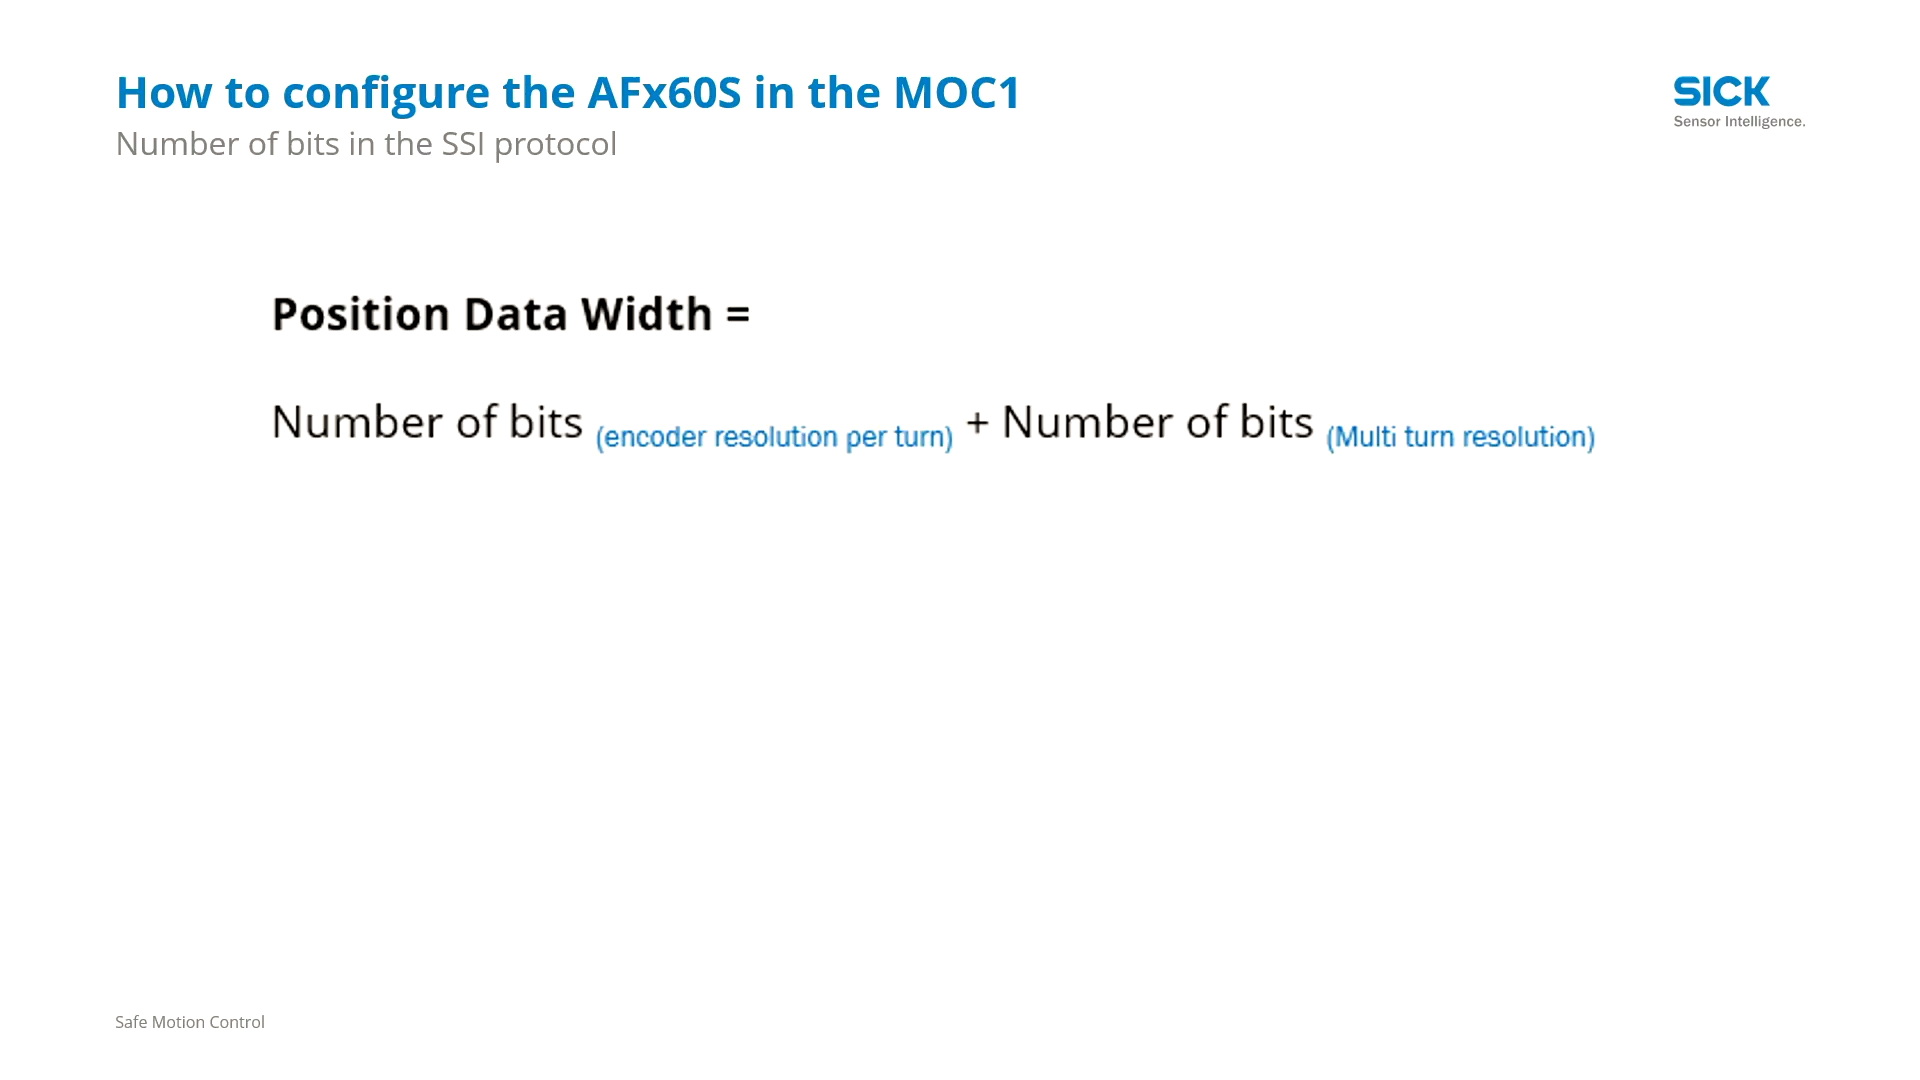 How to configure the AFx60S in the MOC1
Number of bits in the SSI protocol
SICK
Sensor Intelligence.
Position Data Width =
Number of bits (encoder resolution per turn) + Number of bits (Multi turn resolution)
Safe Motion Control